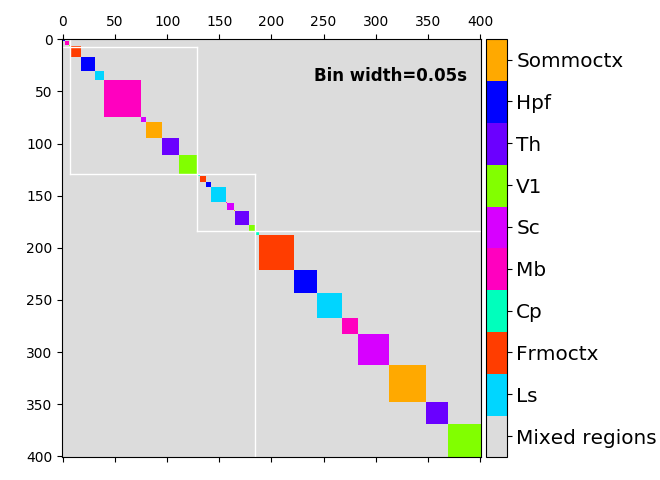 0 50 100 150 200 250 300 350 400
0
50
100
150
200
250
300
350
400
Bin width=0.05s
Sommoctx
Hpf
Th
V1
Sc
Mb
Cp
Frmoctx
Ls
Mixed regions